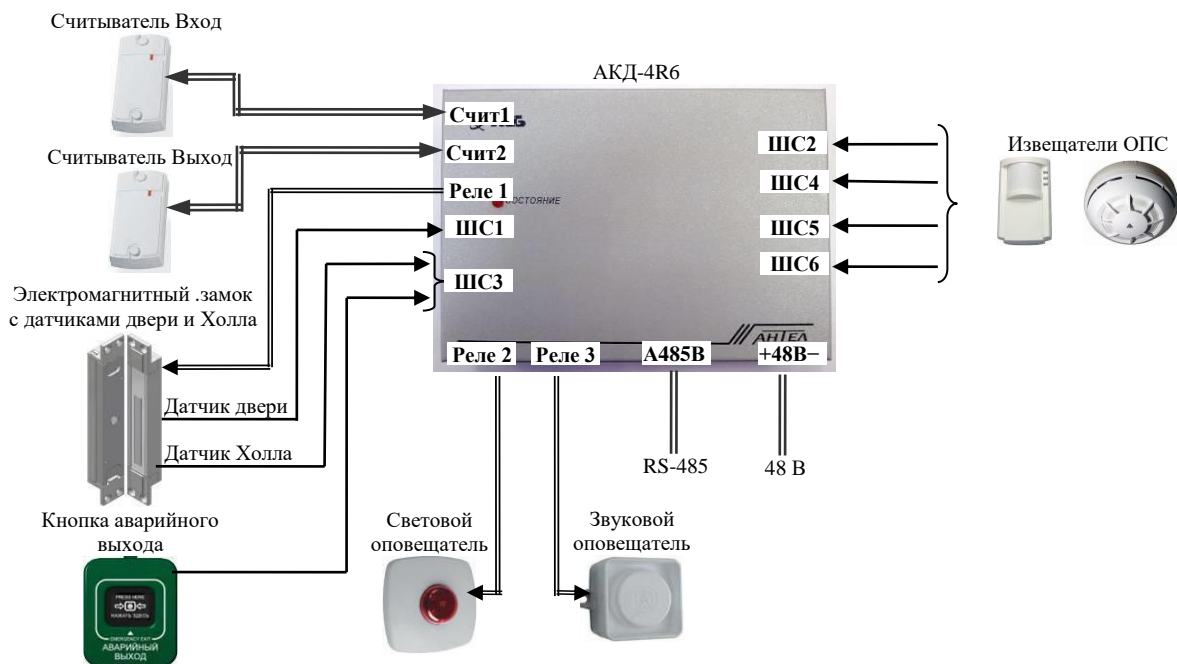 Считыватель Вход
АКД-4R6
Счит1
Считыватель Выход
Счит2
Реле 1
СОСТОЯНИЕ
ШС1
ШС3
ШС2
ШС4
ШС5
ШС6
Извещатели ОПС
Электромагнитный .замок
с датчиками двери и Холла
АНТЕЛ
Реле 2
Реле 3
A485B
+48В−
Датчик двери
Датчик Холла
RS-485
48 В
Кнопка аварийного
выхода
PRESS HERE
НАЖАТЬ ЗДЕСЬ
EMERGENCY EXIT
АВАРИЙНЫЙ
ВЫХОД
Световой
оповещатель
Звуковой
оповещатель